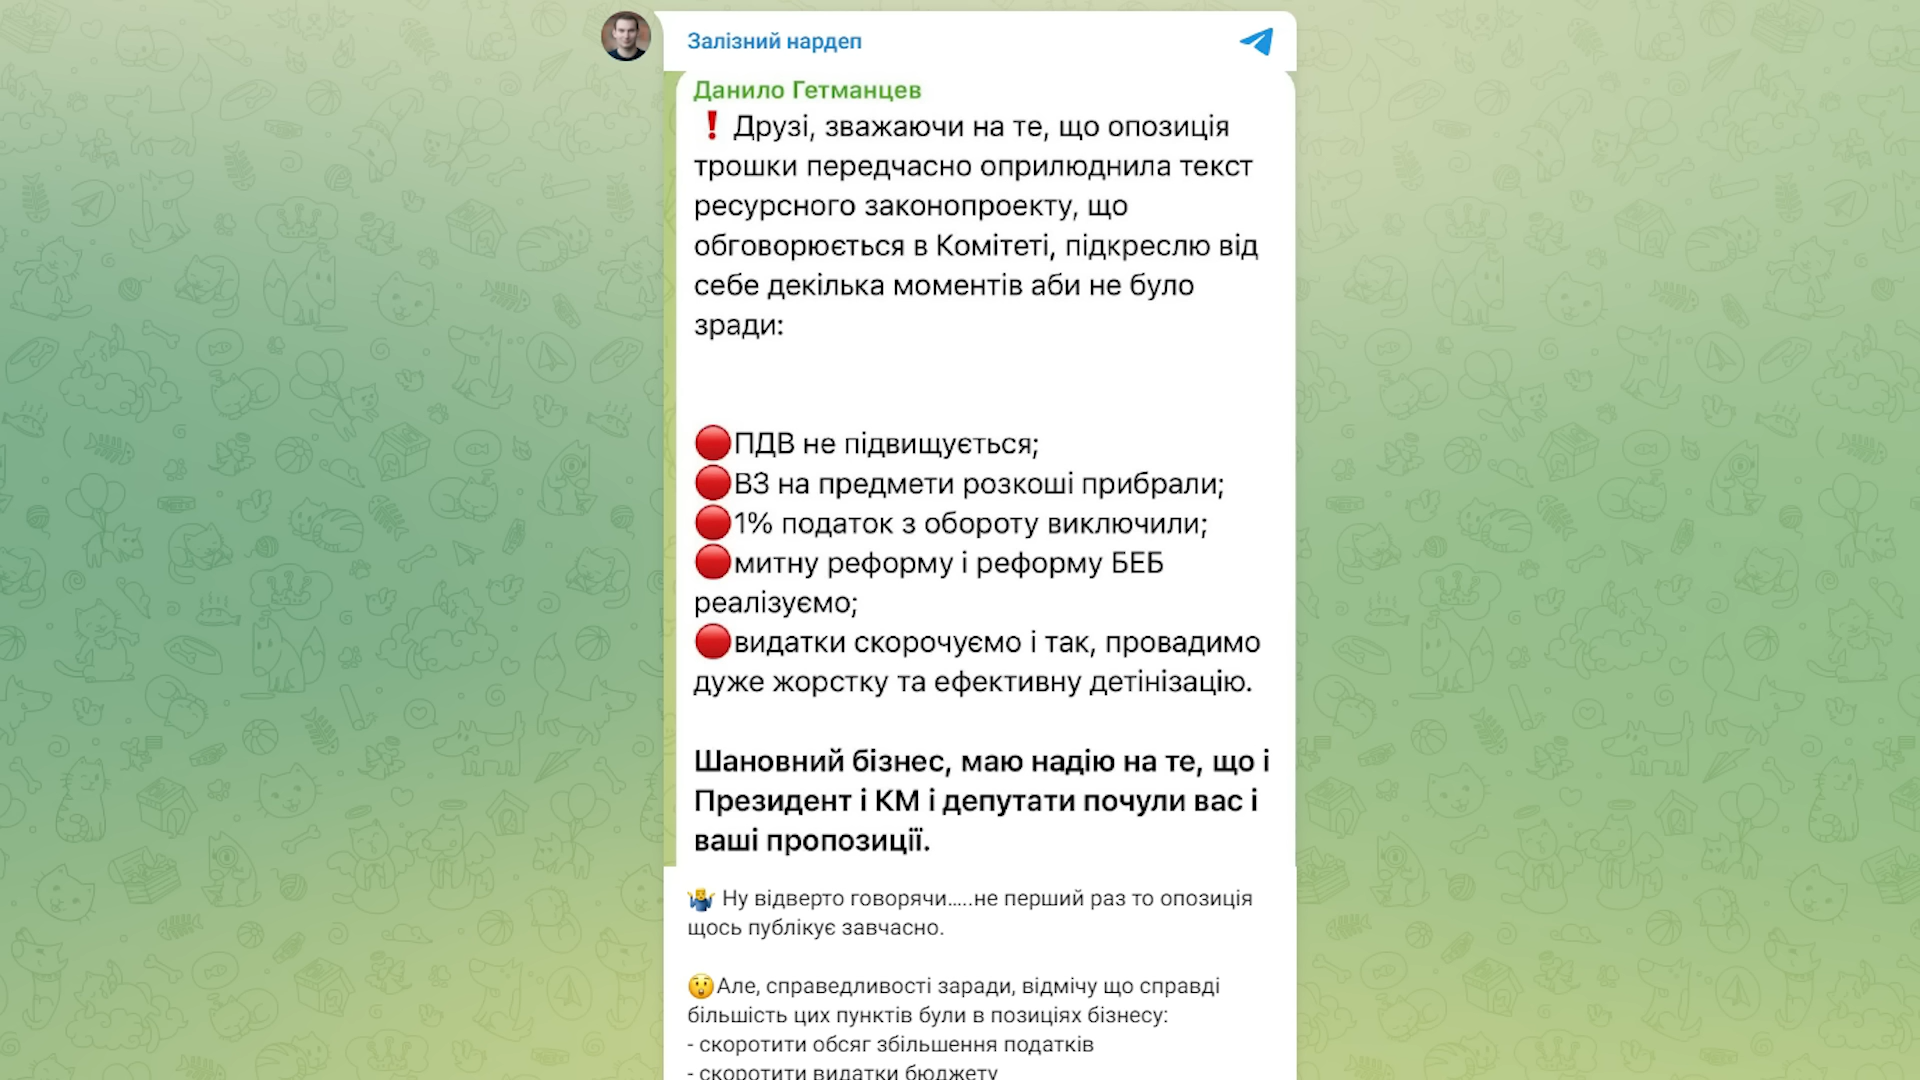 Залізний нардеп
Данило Гетманцев
❗ Друзі, зважаючи на те, що опозиція
трошки передчасно оприлюднила текст
ресурсного законопроекту, що
обговорюється в Комітеті, підкреслю від
себе декілька моментів аби не було
зради:
🔴ПДВ не підвищується;
🔴ВЗ на предмети розкоші прибрали;
🔴1% податок з обороту виключили;
🔴митну реформу і реформу БЕБ
реалізуємо;
🔴видатки скорочуємо і так, провадимо
дуже жорстку та ефективну детінізацію.
Шановний бізнес, маю надію на те, що і
Президент і КМ і депутати почули вас і
ваші пропозиції.
🤷‍♂️ Ну відверто говорячи.....не перший раз то опозиція
щось публікує завчасно.
😲Але, справедливості заради, відмічу що справді
більшість цих пунктів були в позиціях бізнесу:
- скоротити обсяг збільшення податків
- скоротити видатки бюджету